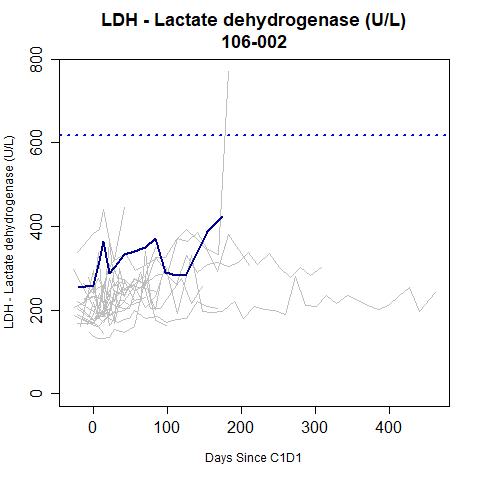 LDH - Lactate dehydrogenase (U/L)
106-002
LDH - Lactate dehydrogenase (U/L)
800
600
400
200
0
0 100 200 300 400
Days Since C1D1